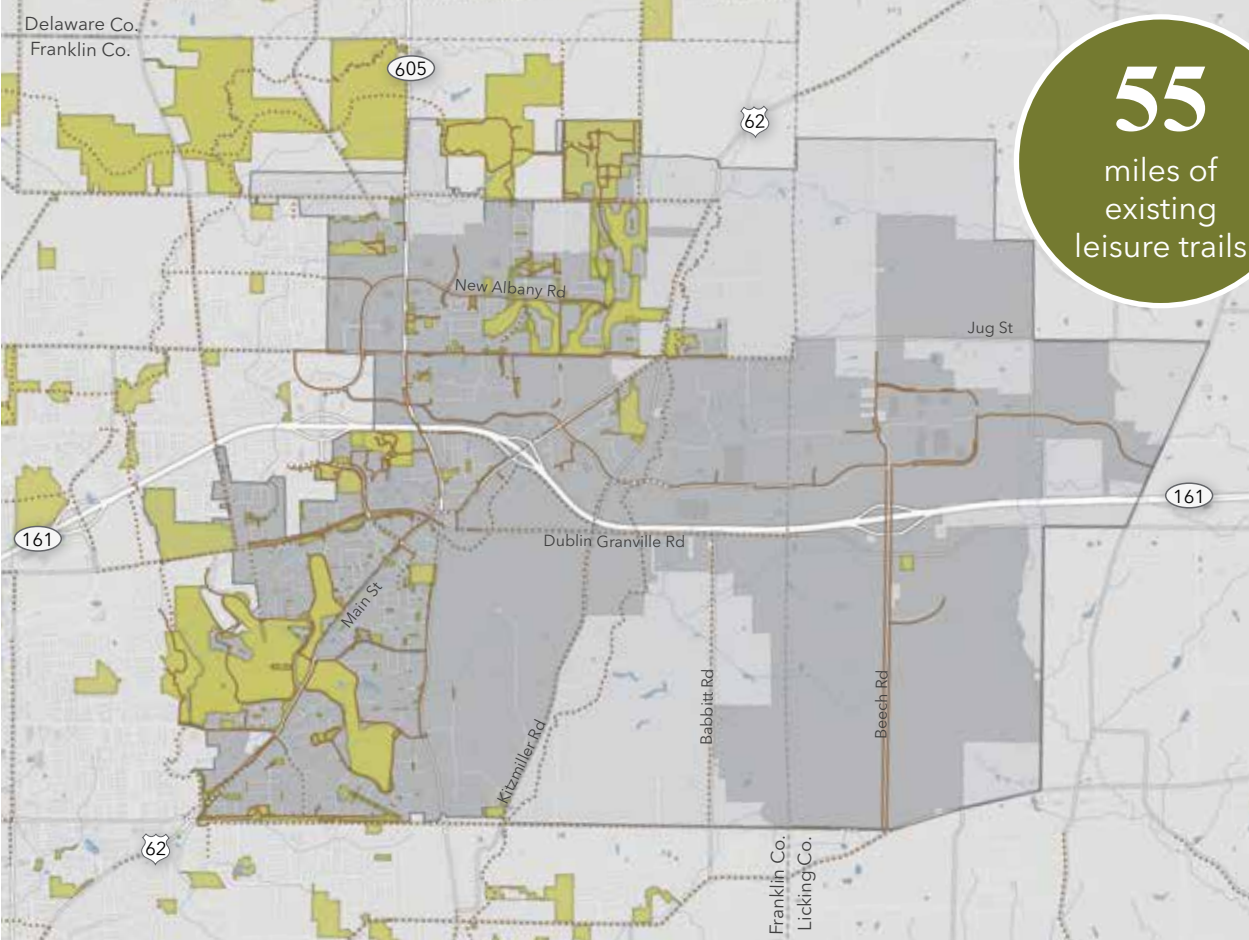 Delaware Co.
Franklin Co.
605
62
55
miles of
existing
leisure trails
New Albany Rd
Jug St
161
161
Dublin Granville Rd
Main St
Kitzmiller Rd
Babbitt Rd
Beech Rd
62
Franklin Co.
Licking Co.